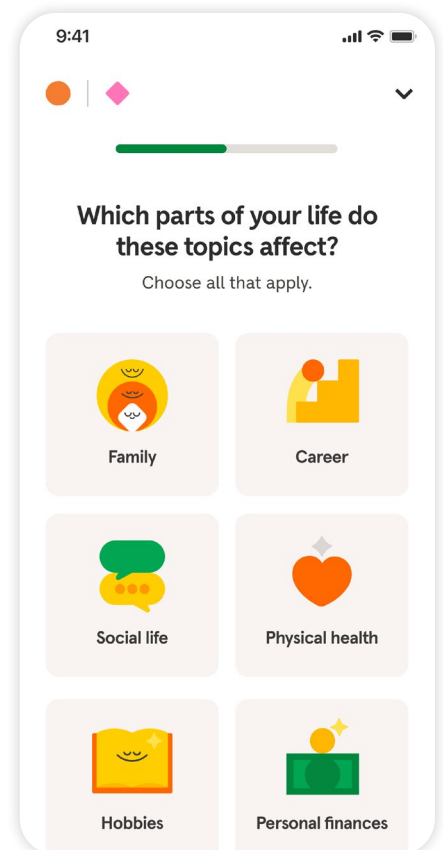 9:41
Which parts of your life do
these topics affect?
Choose all that apply.
Family
Career
Social life
Physical health
Hobbies
Personal finances